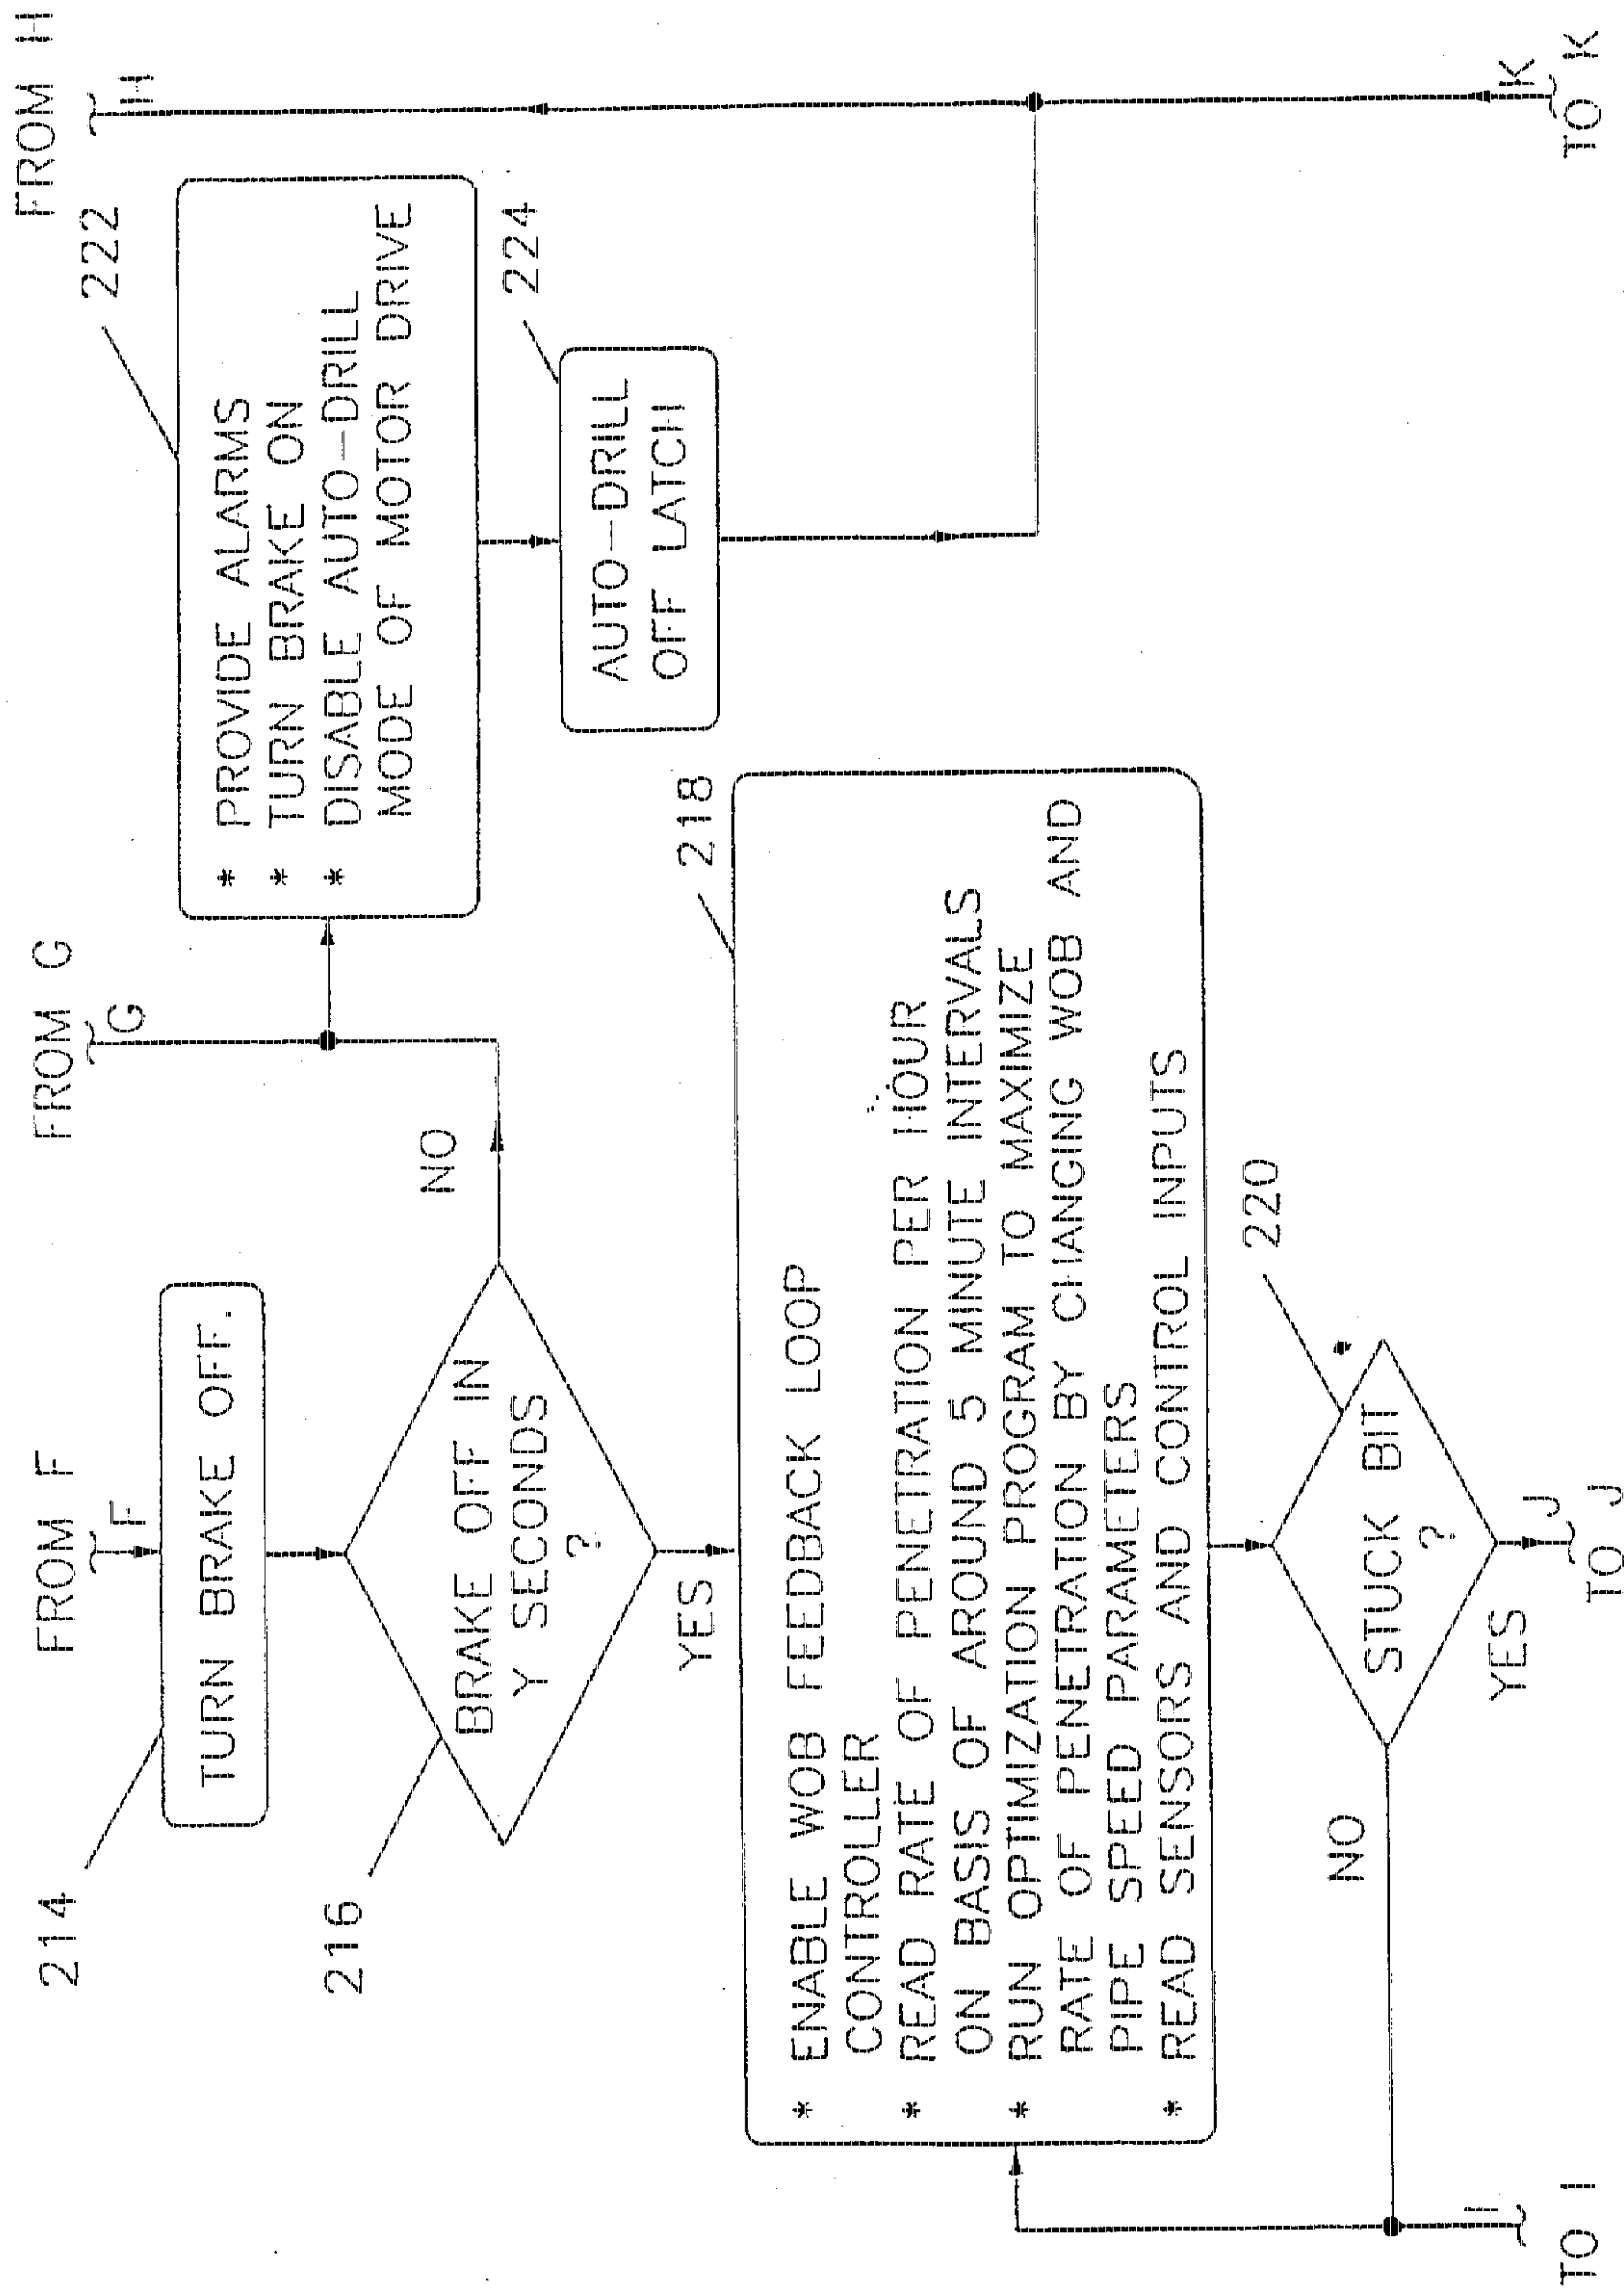 FROM F
F
FROM G
G
FROM H
H
214
TURN BRAKE OFF.
216
BRAKE OFF IN
Y SECONDS
?
NO
YES
222
* PROVIDE ALARMS
* TURN BRAKE ON
* DISABLE AUTO-DRILL
MODE OF MOTOR DRIVE
224
AUTO-DRILL
OFF LATCH
218
* ENABLE WOB FEEDBACK LOOP
CONTROLLER
* READ RATE OF PENETRATION PER HOUR
ON BASIS OF AROUND 5 MINUTE INTERVALS
* RUN OPTIMIZATION PROGRAM TO MAXIMIZE
RATE OF PENETRATION BY CHANGING WOB AND
PIPE SPEED PARAMETERS
* READ SENSORS AND CONTROL INPUTS
220
STUCK BIT
?
NO
YES
I
TO I
J
TO J
K
TO K